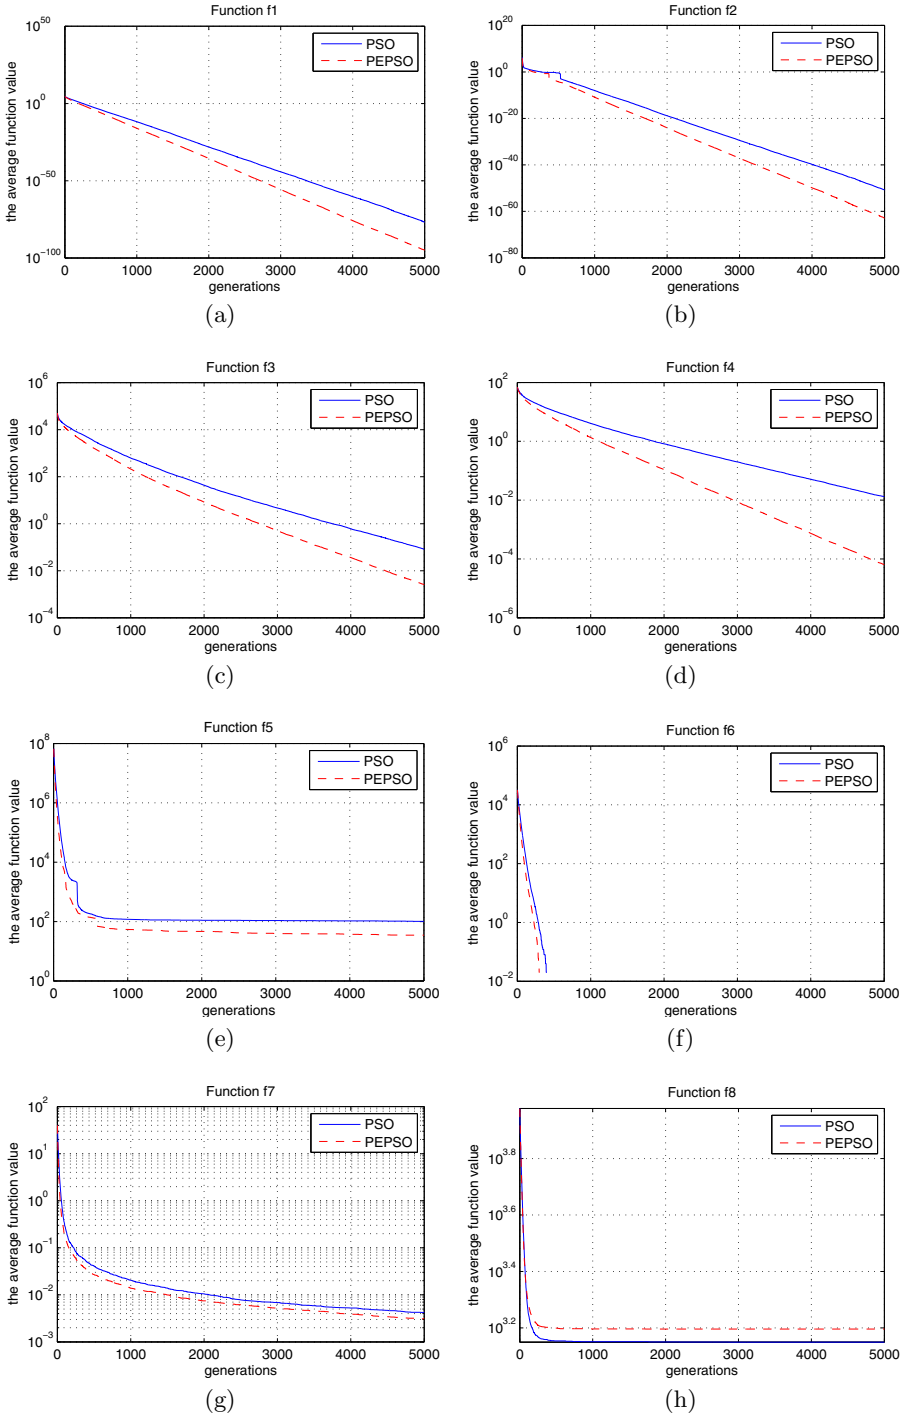 Function f1
the average function value
10^50
10^0
10^−50
10^−100
PSO
PEPSO
0 1000 2000 3000 4000 5000
generations
(a)
Function f2
the average function value
10^20
10^0
10^−20
10^−40
10^−60
10^−80
PSO
PEPSO
0 1000 2000 3000 4000 5000
generations
(b)
Function f3
the average function value
10^6
10^4
10^2
10^0
10^−2
10^−4
PSO
PEPSO
0 1000 2000 3000 4000 5000
generations
(c)
Function f4
the average function value
10^2
10^0
10^−2
10^−4
10^−6
PSO
PEPSO
0 1000 2000 3000 4000 5000
generations
(d)
Function f5
the average function value
10^8
10^6
10^4
10^2
10^0
PSO
PEPSO
0 1000 2000 3000 4000 5000
generations
(e)
Function f6
the average function value
10^6
10^4
10^2
10^0
10^−2
PSO
PEPSO
0 1000 2000 3000 4000 5000
generations
(f)
Function f7
the average function value
10^2
10^1
10^0
10^−1
10^−2
10^−3
PSO
PEPSO
0 1000 2000 3000 4000 5000
generations
(g)
Function f8
the average function value
10^3.8
10^3.6
10^3.4
10^3.2
PSO
PEPSO
0 1000 2000 3000 4000 5000
generations
(h)